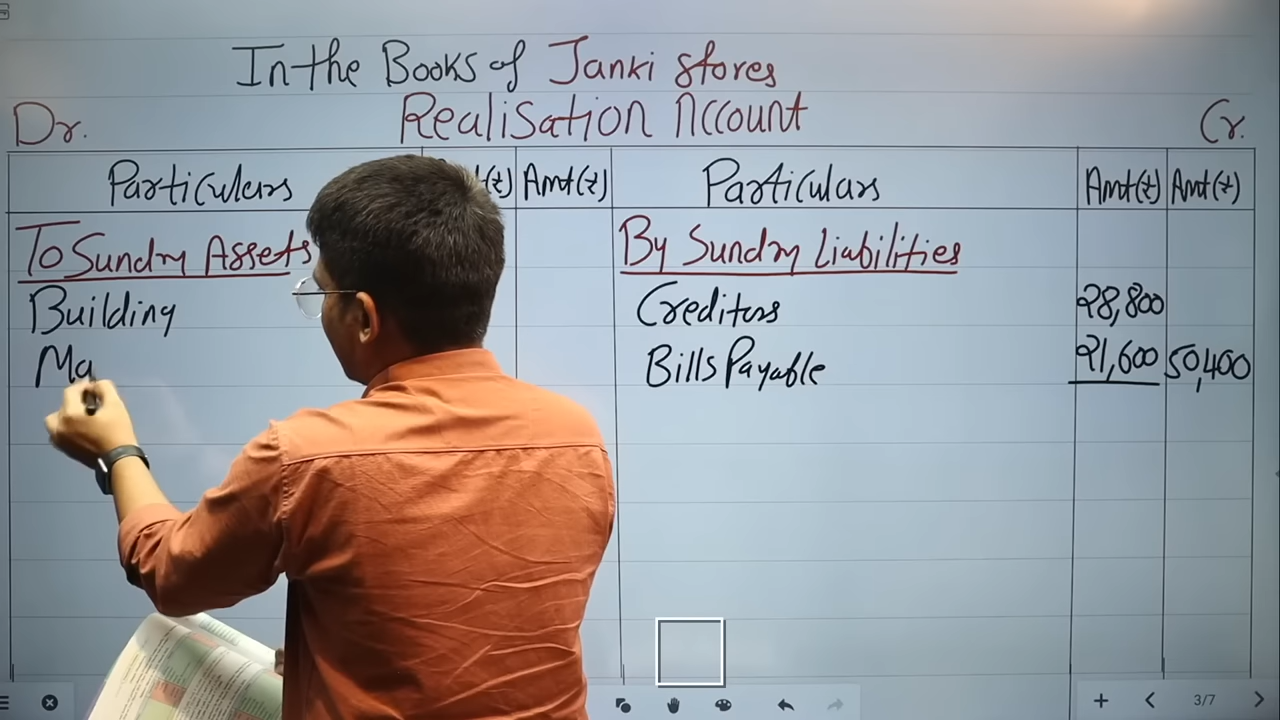 In the Books of Janki stores
Dr. Realisation Account Cr.
Particulars Amt(₹) Particulars Amt(₹) Amt(₹)
To Sundry Assets By Sundry Liabilities
Building Creditors 28,800
Ma Bills Payable 21,600 50,400
3/7